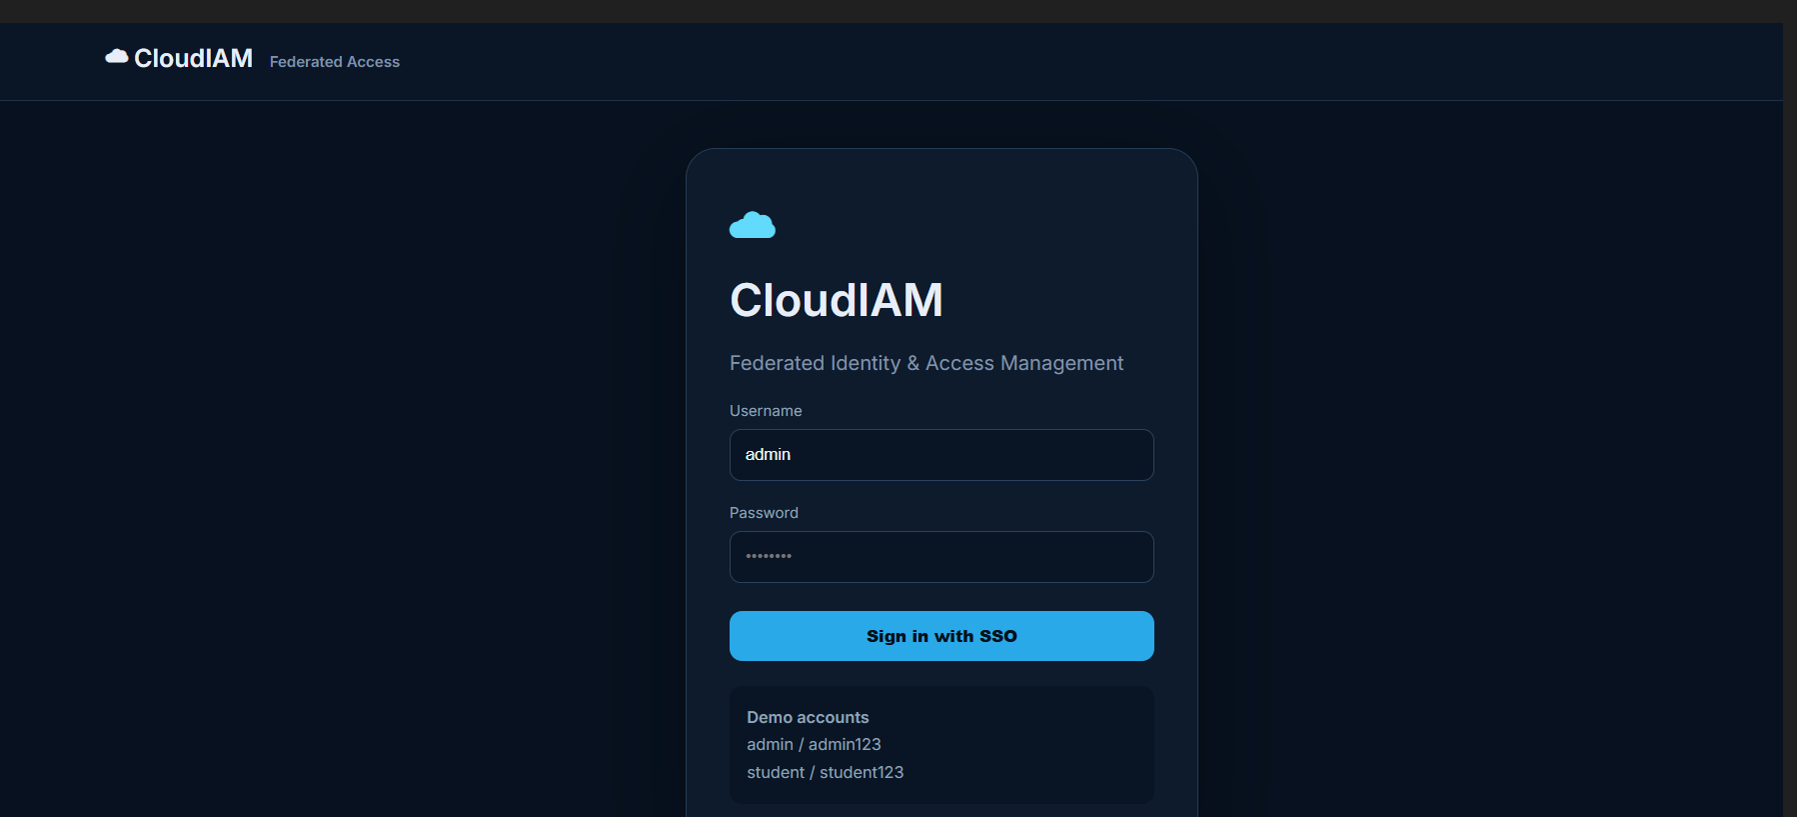 CloudIAM Federated Access
CloudIAM
Federated Identity & Access Management
Username
admin
Password
••••••••
Sign in with SSO
Demo accounts
admin / admin123
student / student123